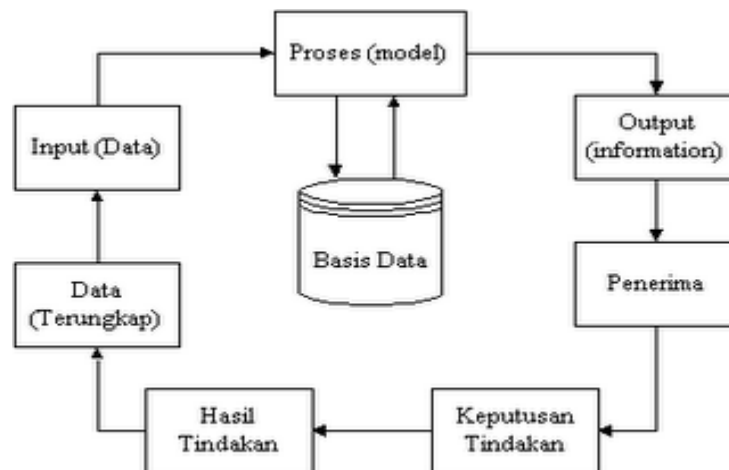 Proses (model)
Input (Data)
Output
(information)
Basis Data
Data
(Terungkap)
Penerima
Hasil
Tindakan
Keputusan
Tindakan